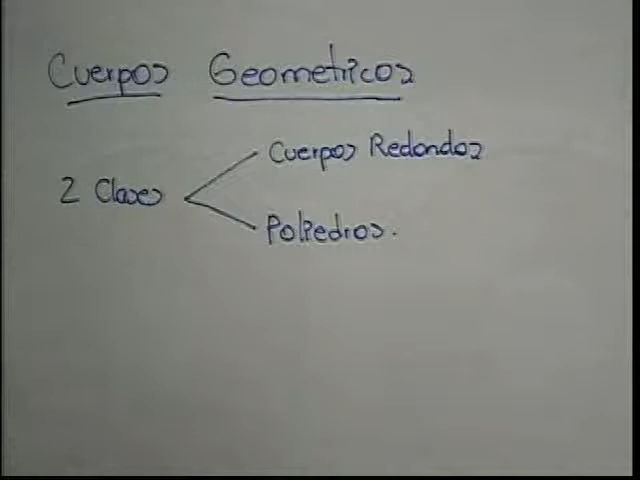 Cuerpos Geometricos
Cuerpos Redondos
2 Clases
Poliedros.